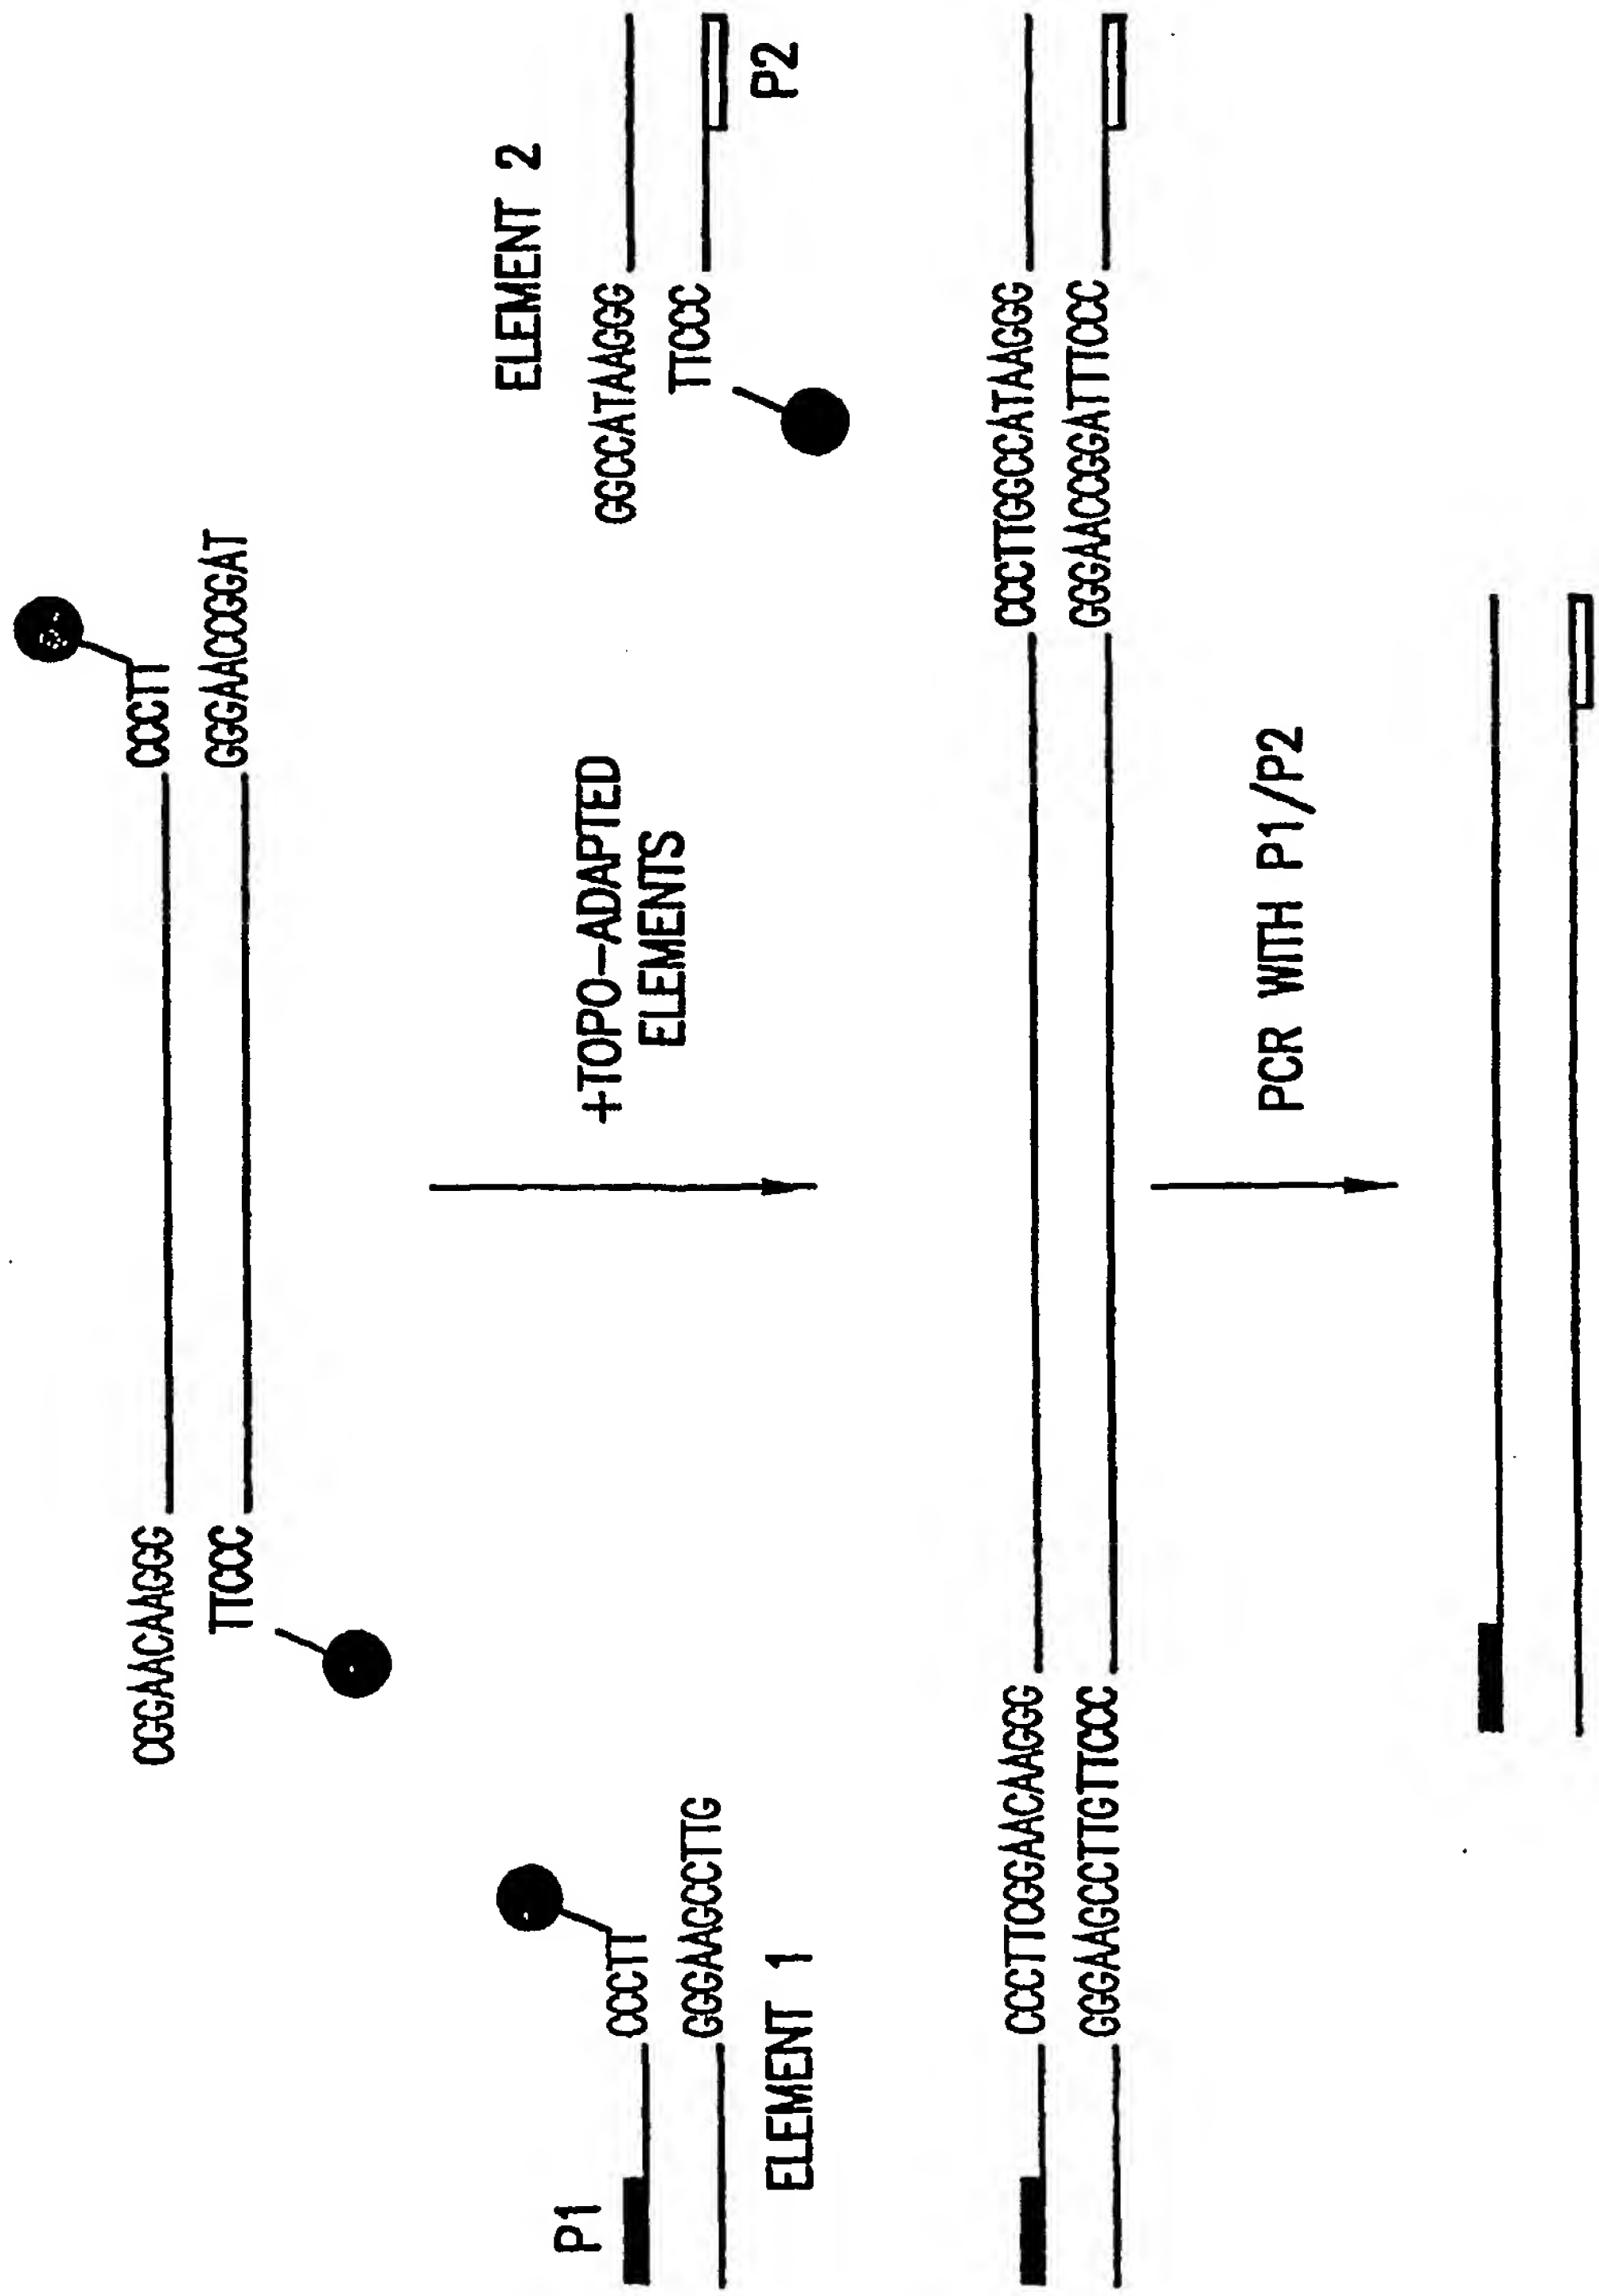 CGGAACAAGGG CCCTT
TTCCC GGGAACCGGAT
+TOPO-ADAPTED
ELEMENTS
P1
CCCTT
GGGAAGCCTTG
ELEMENT 1
ELEMENT 2
GGCCATAAGGG
TTCCC
P2
CCCTTCGGAACAAGGG CCCTTGGCCATAAGGG
GGGAAGCCTTGTTCCC GGGAACCGGATTTCCC
PCR WITH P1/P2